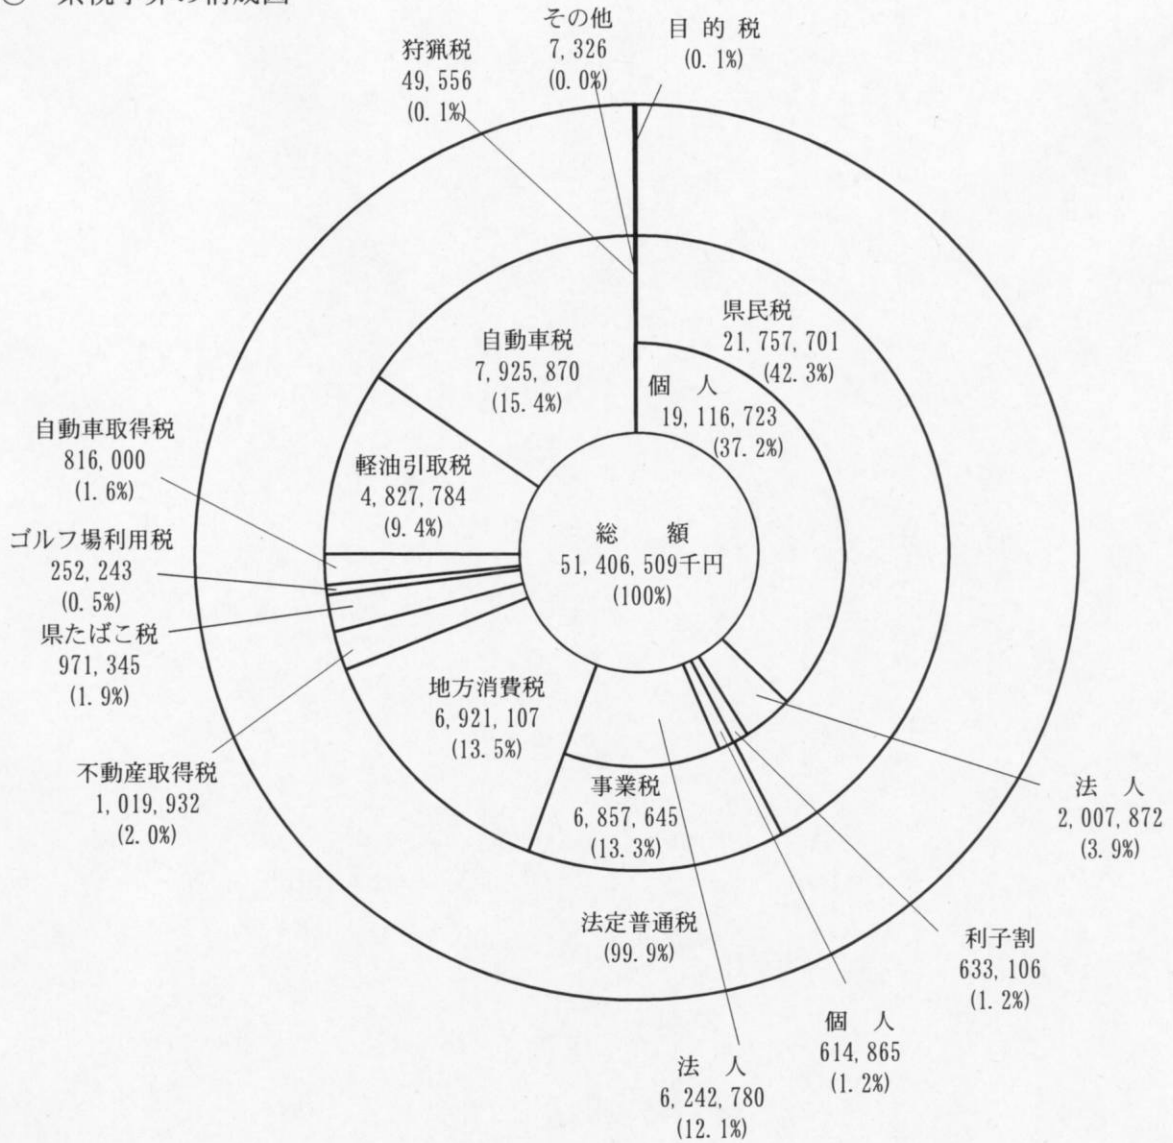 その他
7,326
(0.0%)
目的税
(0.1%)
狩猟税
49,556
(0.1%)
県民税
21,757,701
(42.3%)
個　人
19,116,723
(37.2%)
自動車税
7,925,870
(15.4%)
自動車取得税
816,000
(1.6%)
軽油引取税
4,827,784
(9.4%)
ゴルフ場利用税
252,243
(0.5%)
総　額
51,406,509千円
(100%)
県たばこ税
971,345
(1.9%)
地方消費税
6,921,107
(13.5%)
不動産取得税
1,019,932
(2.0%)
事業税
6,857,645
(13.3%)
法　人
2,007,872
(3.9%)
法定普通税
(99.9%)
利子割
633,106
(1.2%)
個　人
614,865
(1.2%)
法　人
6,242,780
(12.1%)